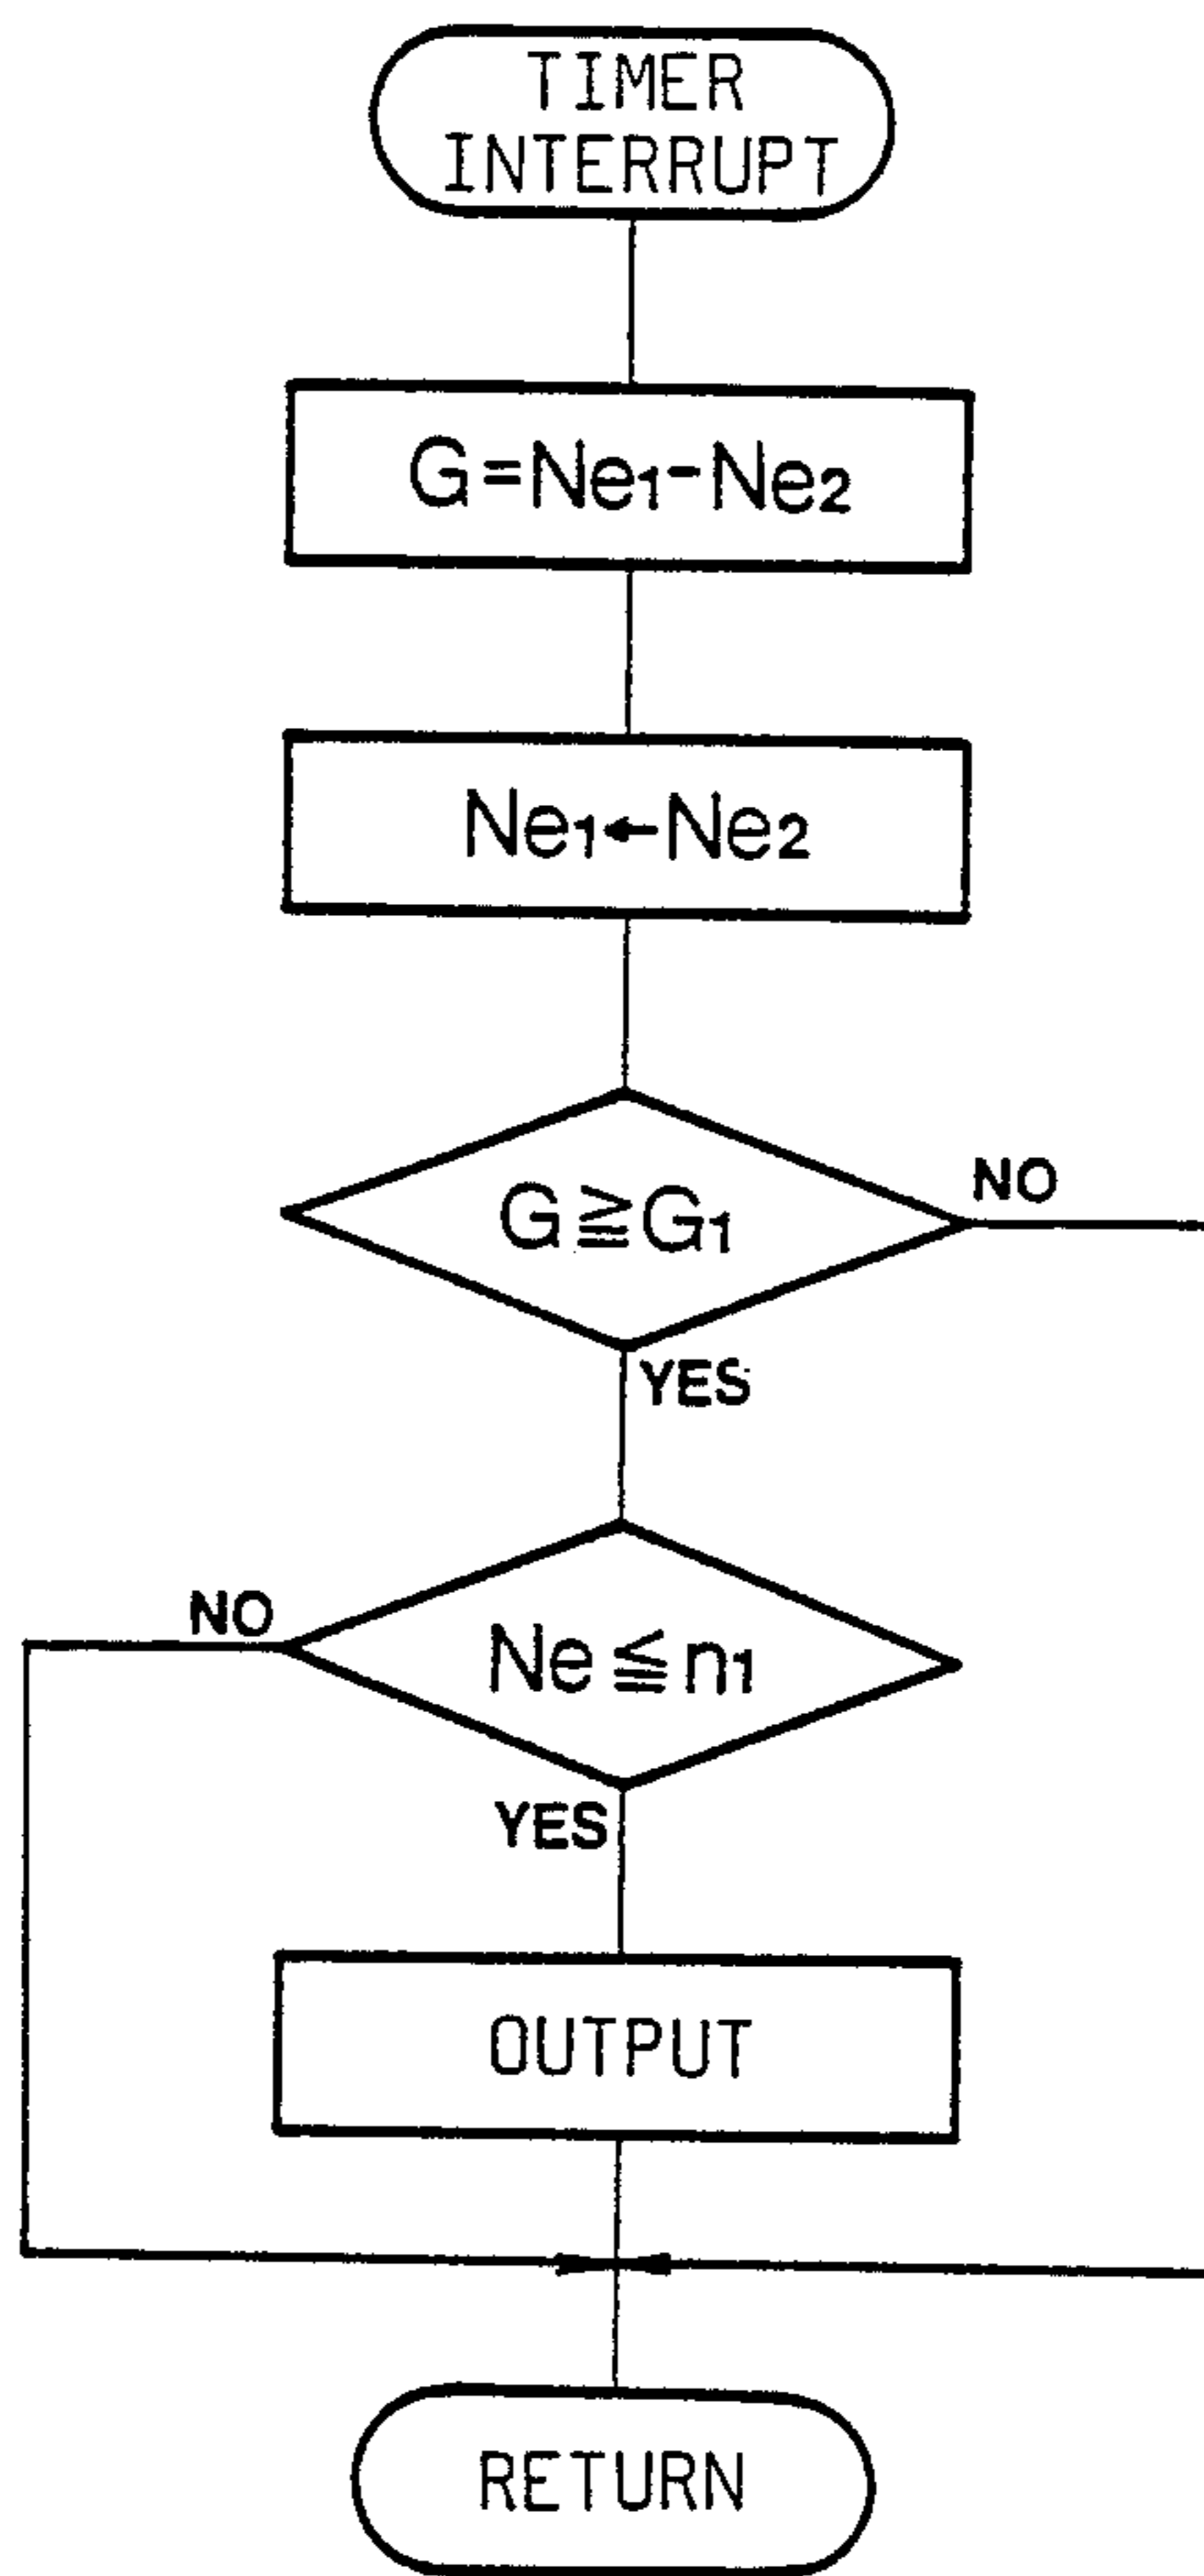 TIMER
INTERRUPT
G=Ne1-Ne2
Ne1←Ne2
G≧G1
NO
YES
NO
Ne≦n1
YES
OUTPUT
RETURN